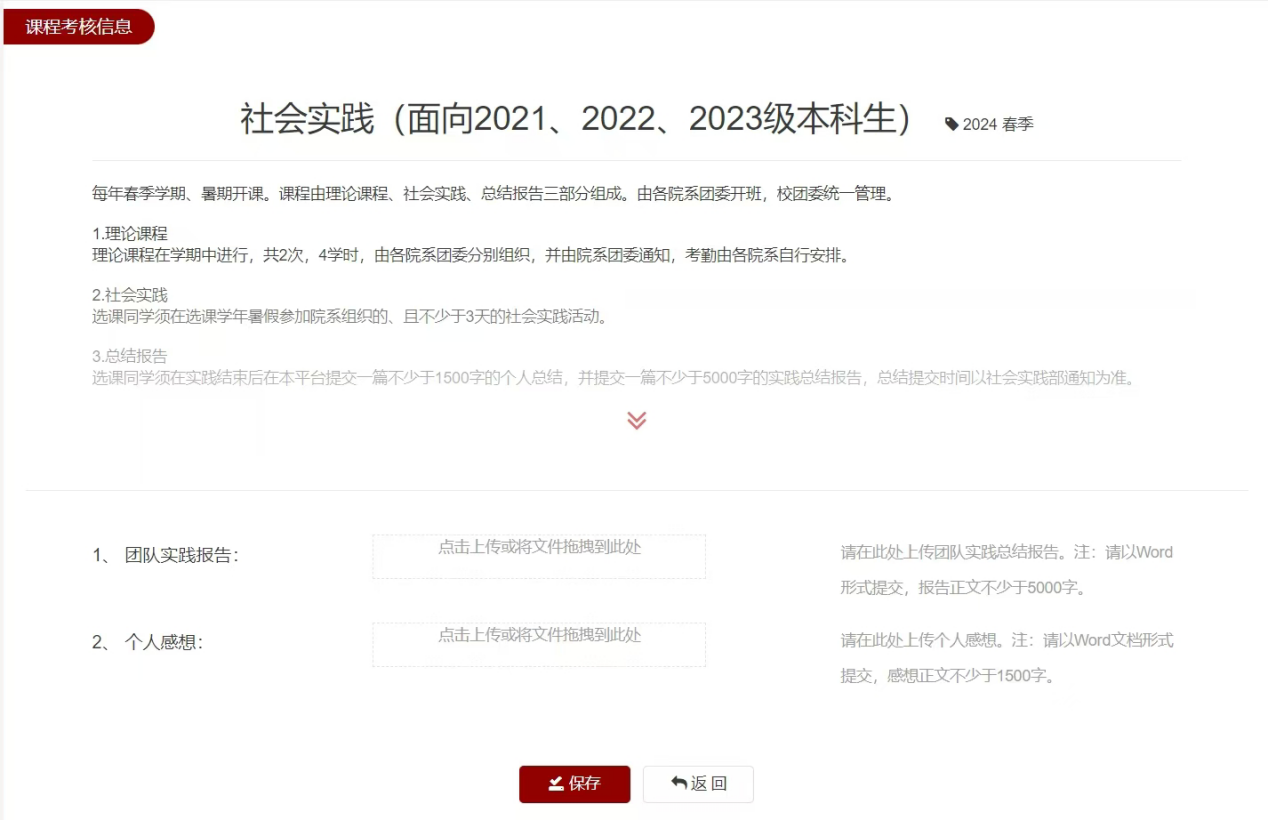 课程考核信息
社会实践（面向2021、2022、2023级本科生） 2024 春季
每年春季学期、暑期开课。课程由理论课程、社会实践、总结报告三部分组成。由各院系团委开班，校团委统一管理。
1.理论课程
理论课程在学期中进行，共2次，4学时，由各院系团委分别组织，并由院系团委通知，考勤由各院系自行安排。
2.社会实践
选课同学须在选课学年暑假参加院系组织的、且不少于3天的社会实践活动。
3.总结报告
选课同学须在实践结束后在本平台提交一篇不少于1500字的个人总结，并提交一篇不少于5000字的实践总结报告，总结提交时间以社会实践部通知为准。
1、 团队实践报告：
点击上传或将文件拖拽到此处
请在此处上传团队实践总结报告。注：请以Word
形式提交，报告正文不少于5000字。
2、 个人感想：
点击上传或将文件拖拽到此处
请在此处上传个人感想。注：请以Word文档形式
提交，感想正文不少于1500字。
保存
返 回